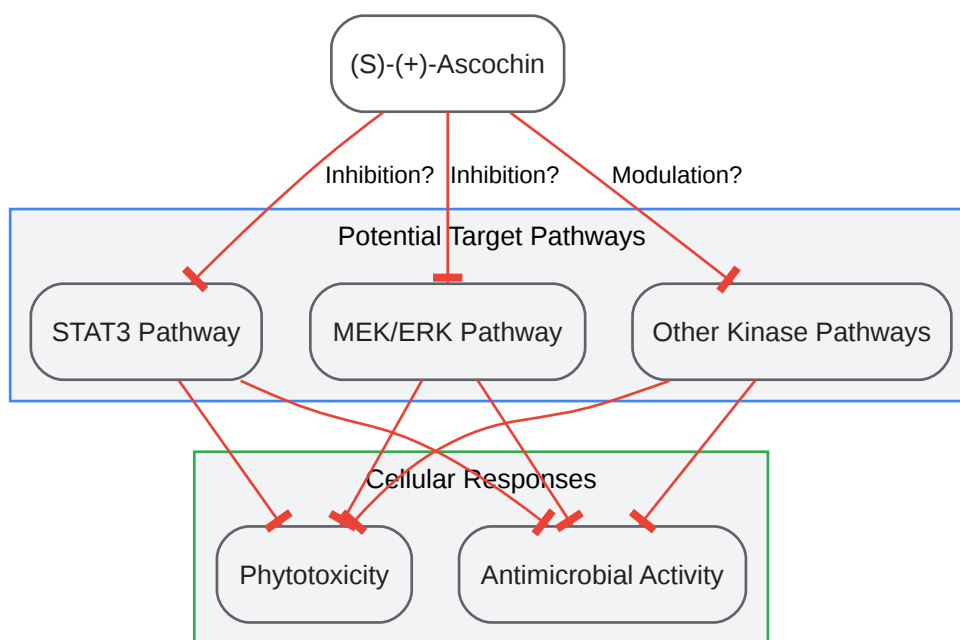 (S)-(+)-Ascochin
Inhibition?
Inhibition?
Modulation?
Potential Target Pathways
STAT3 Pathway
MEK/ERK Pathway
Other Kinase Pathways
Cellular Responses
Phytotoxicity
Antimicrobial Activity